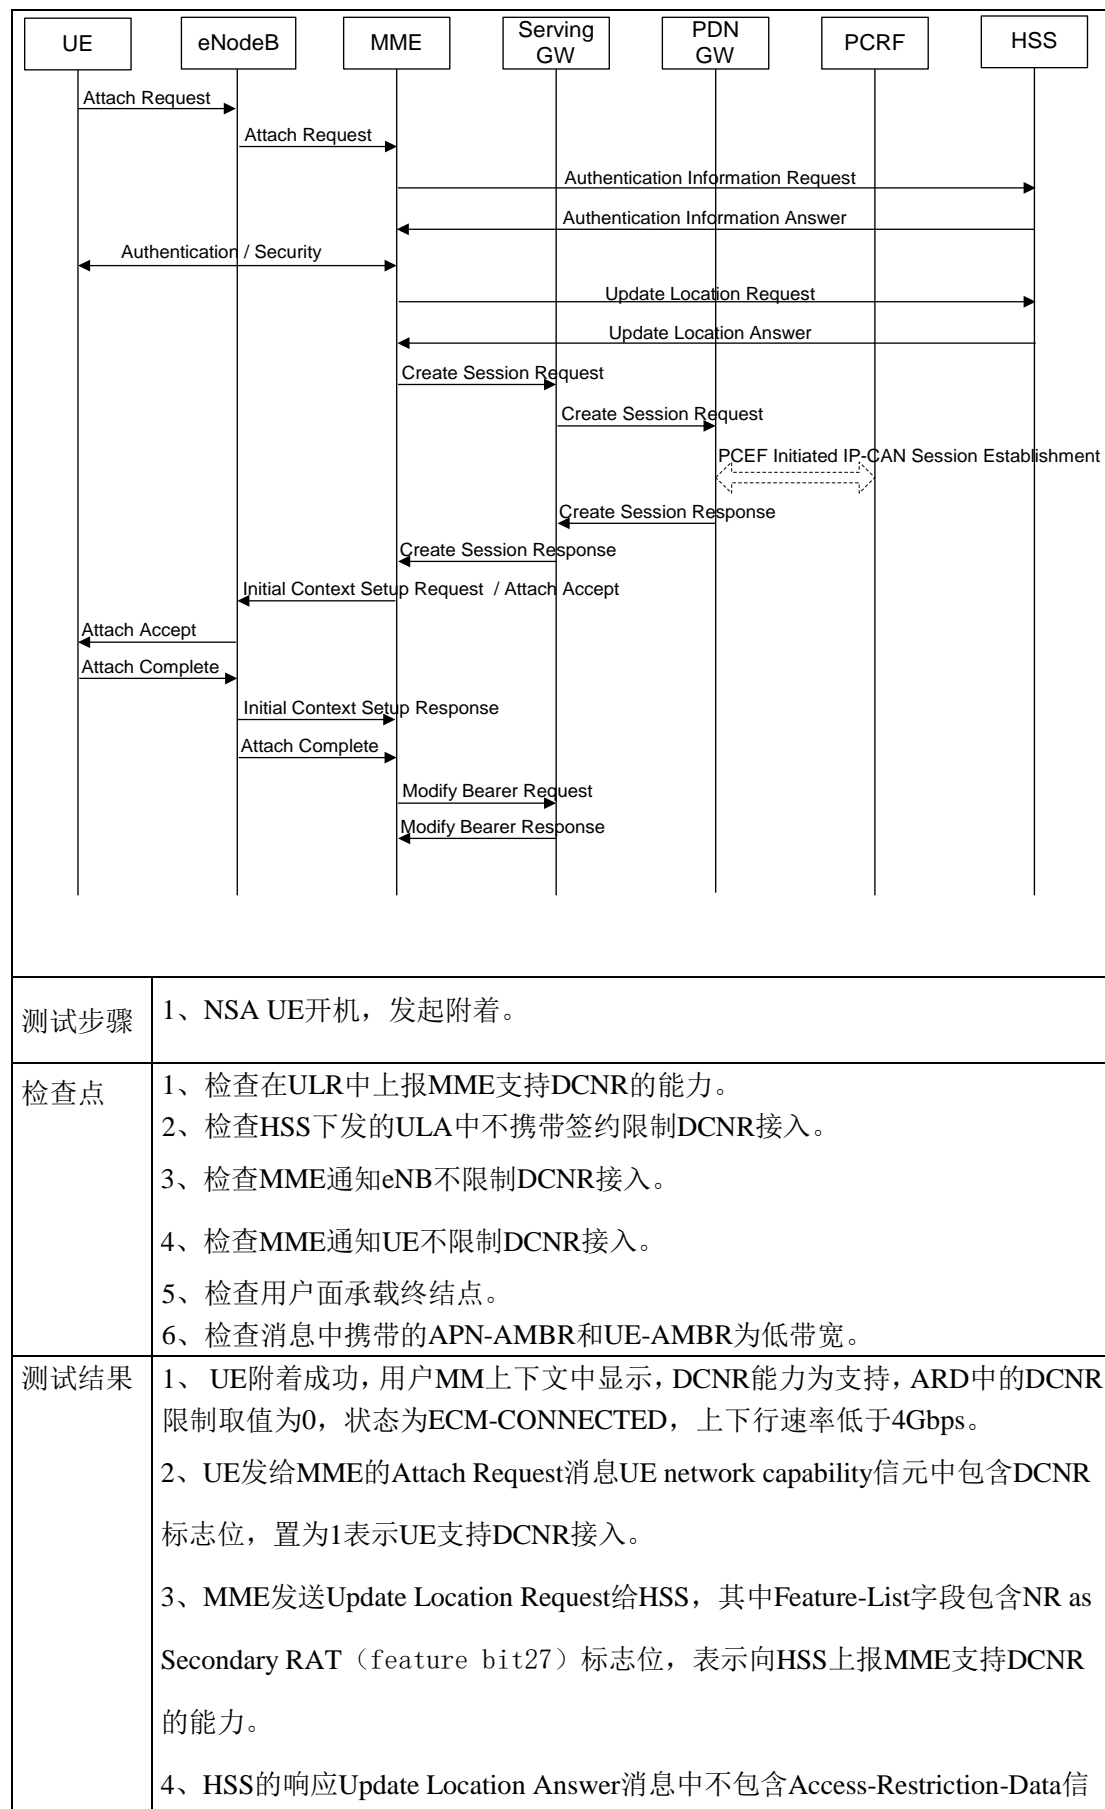 UE
eNodeB
MME
Serving
GW
PDN
GW
PCRF
HSS
Attach Request
Attach Request
Authentication Information Request
Authentication Information Answer
Authentication / Security
Update Location Request
Update Location Answer
Create Session Request
Create Session Request
PCEF Initiated IP-CAN Session Establishment
Create Session Response
Create Session Response
Initial Context Setup Request / Attach Accept
Attach Accept
Attach Complete
Initial Context Setup Response
Attach Complete
Modify Bearer Request
Modify Bearer Response
测试步骤
1、NSA UE开机，发起附着。
检查点
1、检查在ULR中上报MME支持DCNR的能力。
2、检查HSS下发的ULA中不携带签约限制DCNR接入。
3、检查MME通知eNB不限制DCNR接入。
4、检查MME通知UE不限制DCNR接入。
5、检查用户面承载终结点。
6、检查消息中携带的APN-AMBR和UE-AMBR为低带宽。
测试结果
1、 UE附着成功，用户MM上下文中显示，DCNR能力为支持，ARD中的DCNR
限制取值为0，状态为ECM-CONNECTED，上下行速率低于4Gbps。
2、UE发给MME的Attach Request消息UE network capability信元中包含DCNR
标志位，置为1表示UE支持DCNR接入。
3、MME发送Update Location Request给HSS，其中Feature-List字段包含NR as
Secondary RAT（feature bit27）标志位，表示向HSS上报MME支持DCNR
的能力。
4、HSS的响应Update Location Answer消息中不包含Access-Restriction-Data信